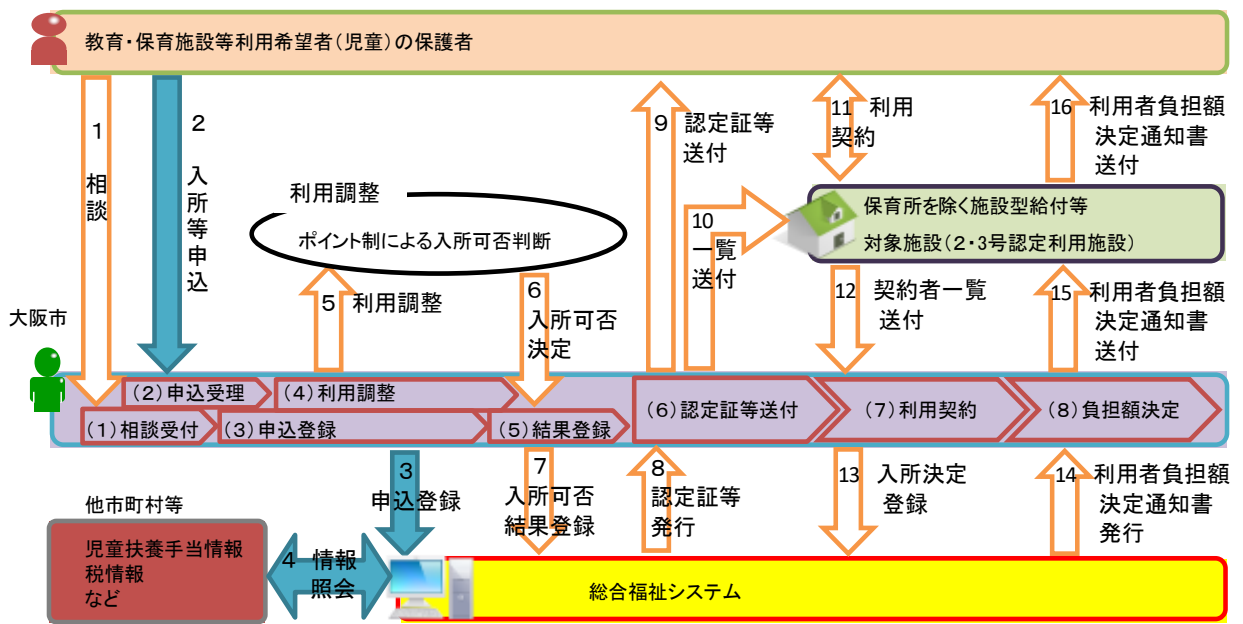 教育・保育施設等利用希望者(児童)の保護者
1
相談
2
入所等申込
利用調整
ポイント制による入所可否判断
5 利用調整
6
入所可否
決定
9 認定証等
送付
10
一覧
送付
11 利用
契約
16 利用者負担額
決定通知書
送付
保育所を除く施設型給付等
対象施設(2・3号認定利用施設)
12 契約者一覧
送付
15 利用者負担額
決定通知書
送付
大阪市
(2)申込受理
(4)利用調整
(1)相談受付
(3)申込登録
(5)結果登録
(6)認定証等送付
(7)利用契約
(8)負担額決定
3
申込登録
7
入所可否
結果登録
8
認定証等
発行
13 入所決定
登録
14 利用者負担額
決定通知書
発行
他市町村等
児童扶養手当情報
税情報
など
4 情報
照会
総合福祉システム